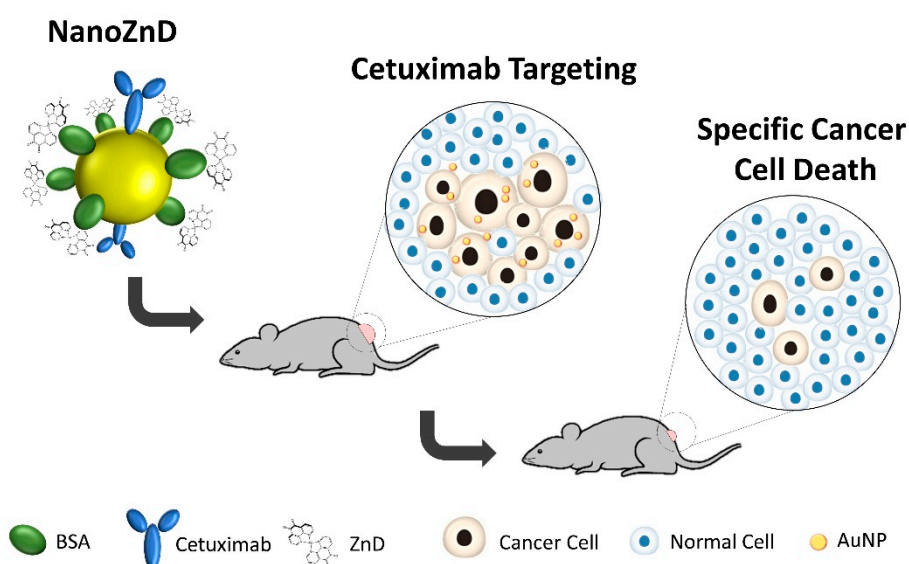 NanoZnD
Cetuximab Targeting
Specific Cancer
Cell Death
BSA
Cetuximab
ZnD
Cancer Cell
Normal Cell
AuNP